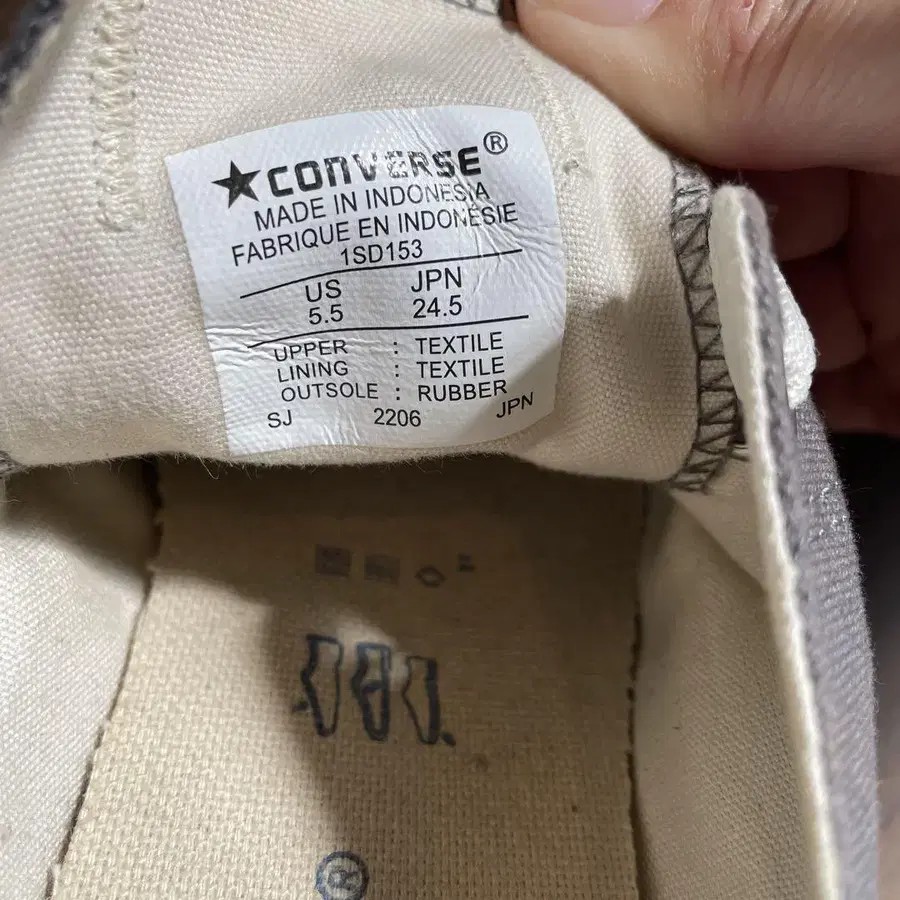 ★CONVERSE®
MADE IN INDONESIA
FABRIQUE EN INDONÉSIE
1SD153
US JPN
5.5 24.5
UPPER : TEXTILE
LINING : TEXTILE
OUTSOLE : RUBBER
SJ 2206 JPN
®